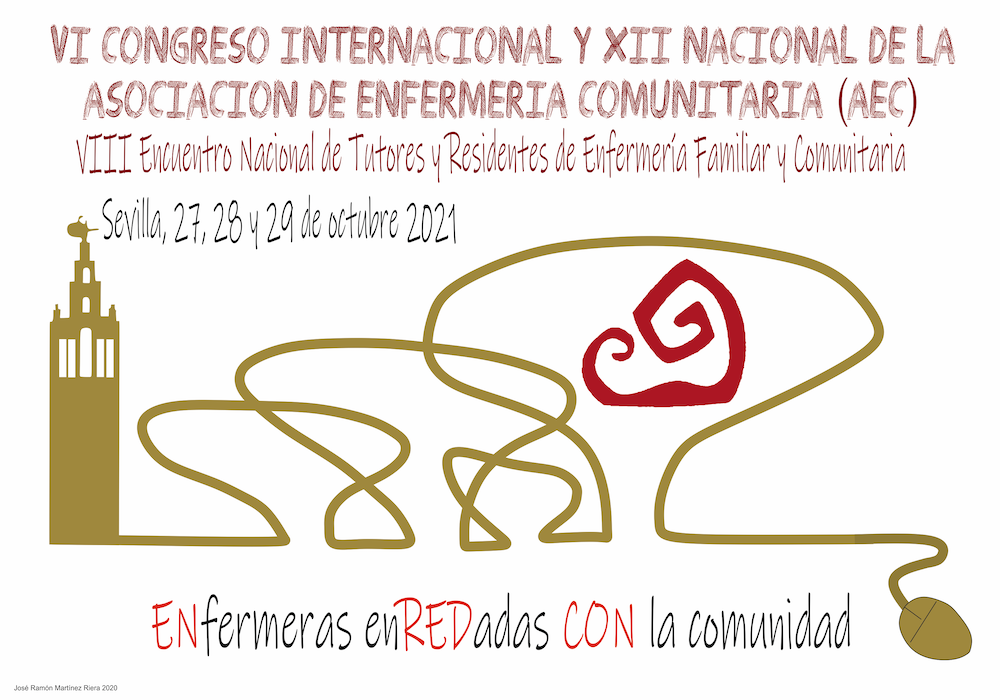 VI CONGRESO INTERNACIONAL Y XII NACIONAL DE LA
ASOCIACION DE ENFERMERIA COMUNITARIA (AEC)
VIII Encuentro Nacional de Tutores y Residentes de Enfermería Familiar y Comunitaria
Sevilla, 27, 28 y 29 de octubre 2021
ENfermeras enREDadas CON la comunidad
José Ramón Martínez Riera 2020